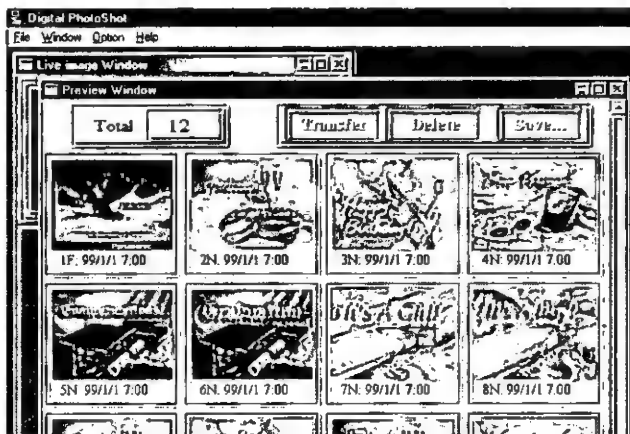 Digital PhotoShot
File Window Option Help
Live image Window
Preview Window
Total 12 Transfer Delete Save...
1F: 99/1/1 7:00 2N: 99/1/1 7:00 3N: 99/1/1 7:00 4N: 99/1/1 7:00
5N: 99/1/1 7:00 6N: 99/1/1 7:00 7N: 99/1/1 7:00 8N: 99/1/1 7:00